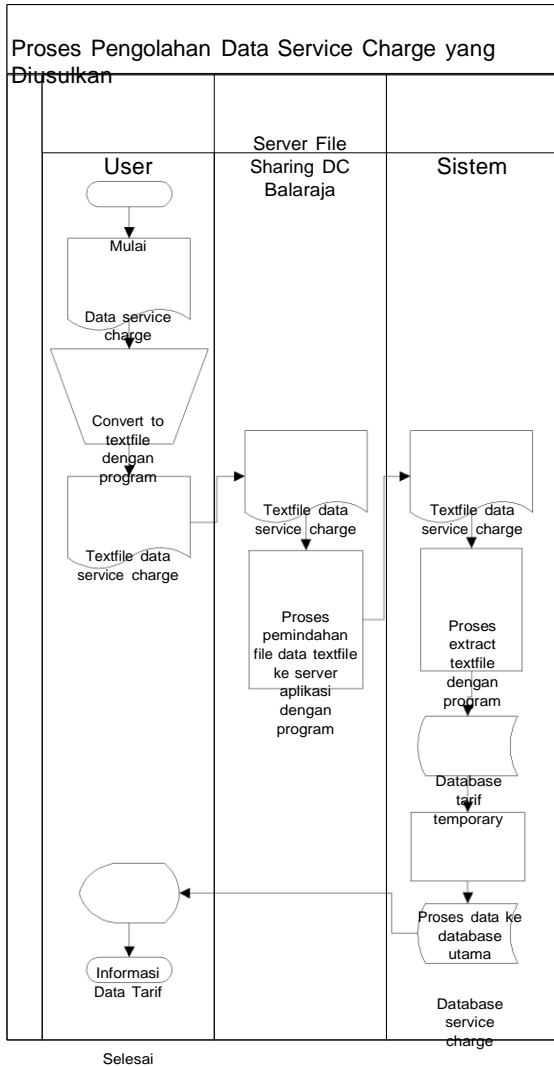 Proses Pengolahan Data Service Charge yang
Diusulkan
User
Server File
Sharing DC
Balaraja
Sistem
Mulai
Data service
charge
Convert to
textfile
dengan
program
Textfile data
service charge
Textfile data
service charge
Proses
pemindahan
file data textfile
ke server
aplikasi
dengan
program
Textfile data
service charge
Proses
extract
textfile
dengan
program
Database
tarif
temporary
Proses data ke
database
utama
Database
service
charge
Informasi
Data Tarif
Selesai